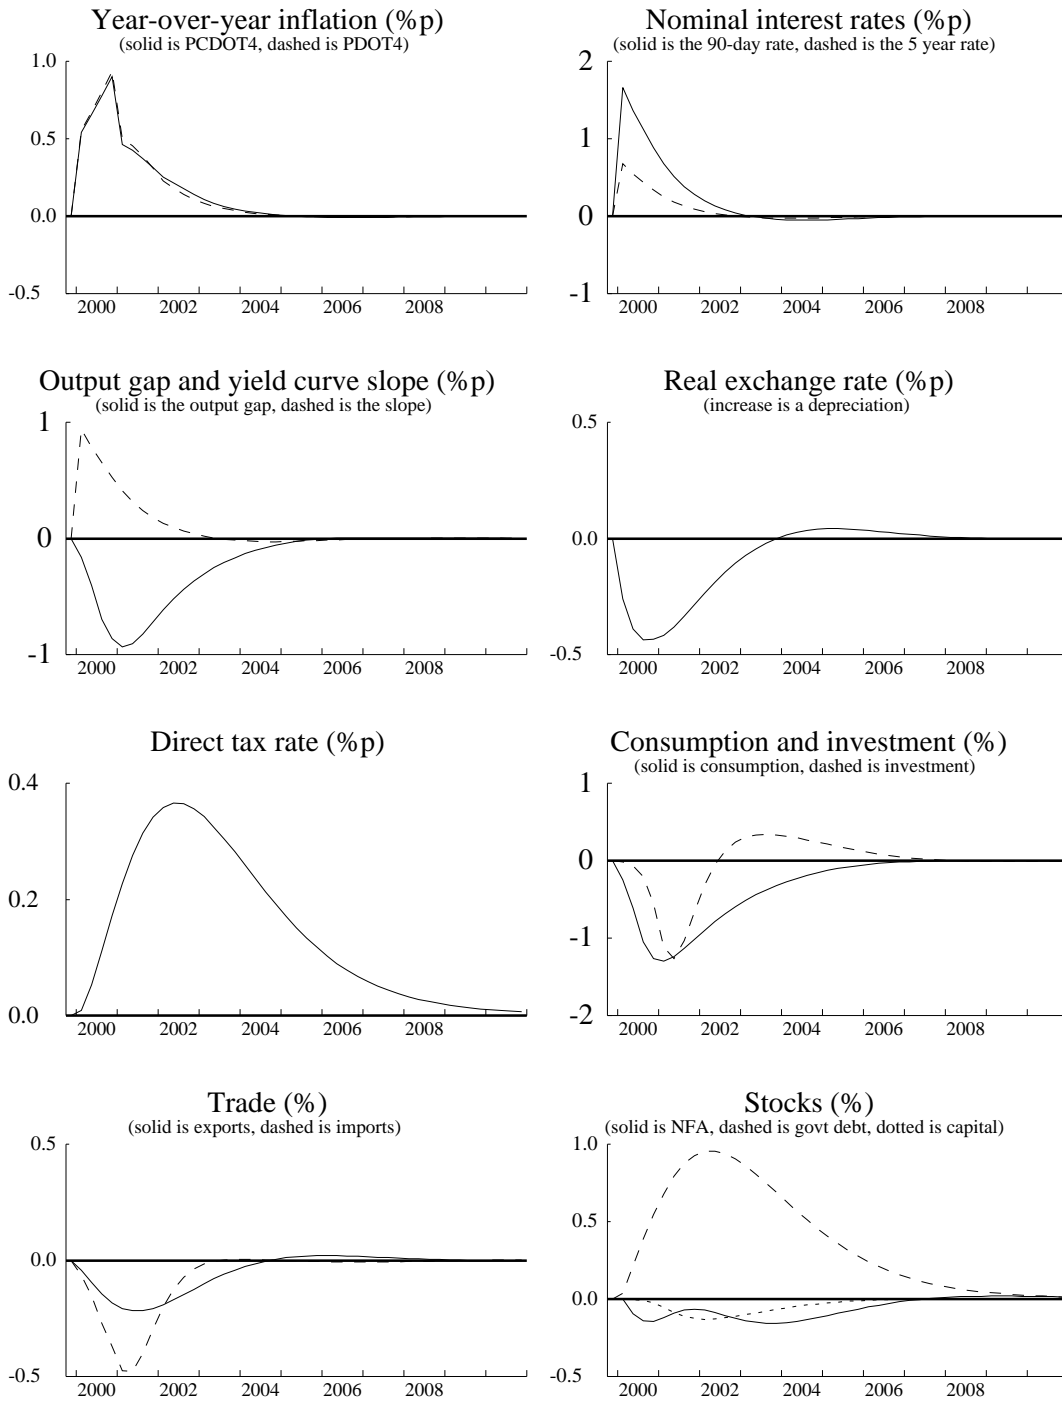 Year-over-year inflation (%p)
(solid is PCDOT4, dashed is PDOT4)
1.0
0.5
0.0
-0.5
2000 2002 2004 2006 2008
Nominal interest rates (%p)
(solid is the 90-day rate, dashed is the 5 year rate)
2
1
0
-1
2000 2002 2004 2006 2008
Output gap and yield curve slope (%p)
(solid is the output gap, dashed is the slope)
1
0
-1
2000 2002 2004 2006 2008
Real exchange rate (%p)
(increase is a depreciation)
0.5
0.0
-0.5
2000 2002 2004 2006 2008
Direct tax rate (%p)
0.4
0.2
0.0
2000 2002 2004 2006 2008
Consumption and investment (%)
(solid is consumption, dashed is investment)
1
0
-1
-2
2000 2002 2004 2006 2008
Trade (%)
(solid is exports, dashed is imports)
0.5
0.0
-0.5
2000 2002 2004 2006 2008
Stocks (%)
(solid is NFA, dashed is govt debt, dotted is capital)
1.0
0.5
0.0
-0.5
2000 2002 2004 2006 2008